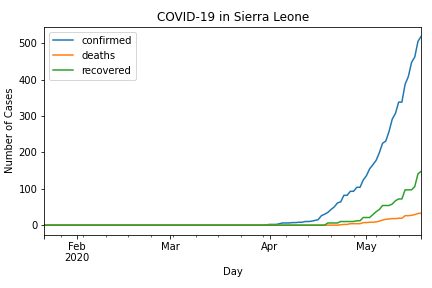 COVID-19 in Sierra Leone
confirmed
deaths
recovered
Number of Cases
500
400
300
200
100
0
Feb Mar Apr May
2020
Day